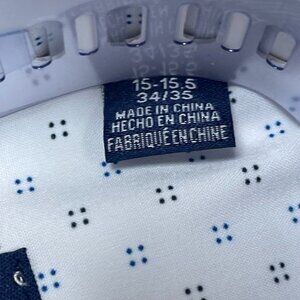 15-15.5
34/35
MADE IN CHINA
HECHO EN CHINA
FABRIQUÉ EN CHINE